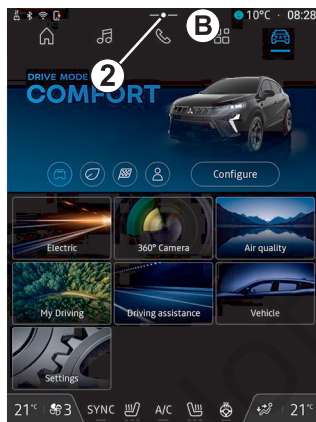 10°C · 08:28
B
2
DRIVE MODE
COMFORT
Configure
Electric
360° Camera
Air quality
My Driving
Driving assistance
Vehicle
Settings
21°C 3 SYNC A/C 21°C